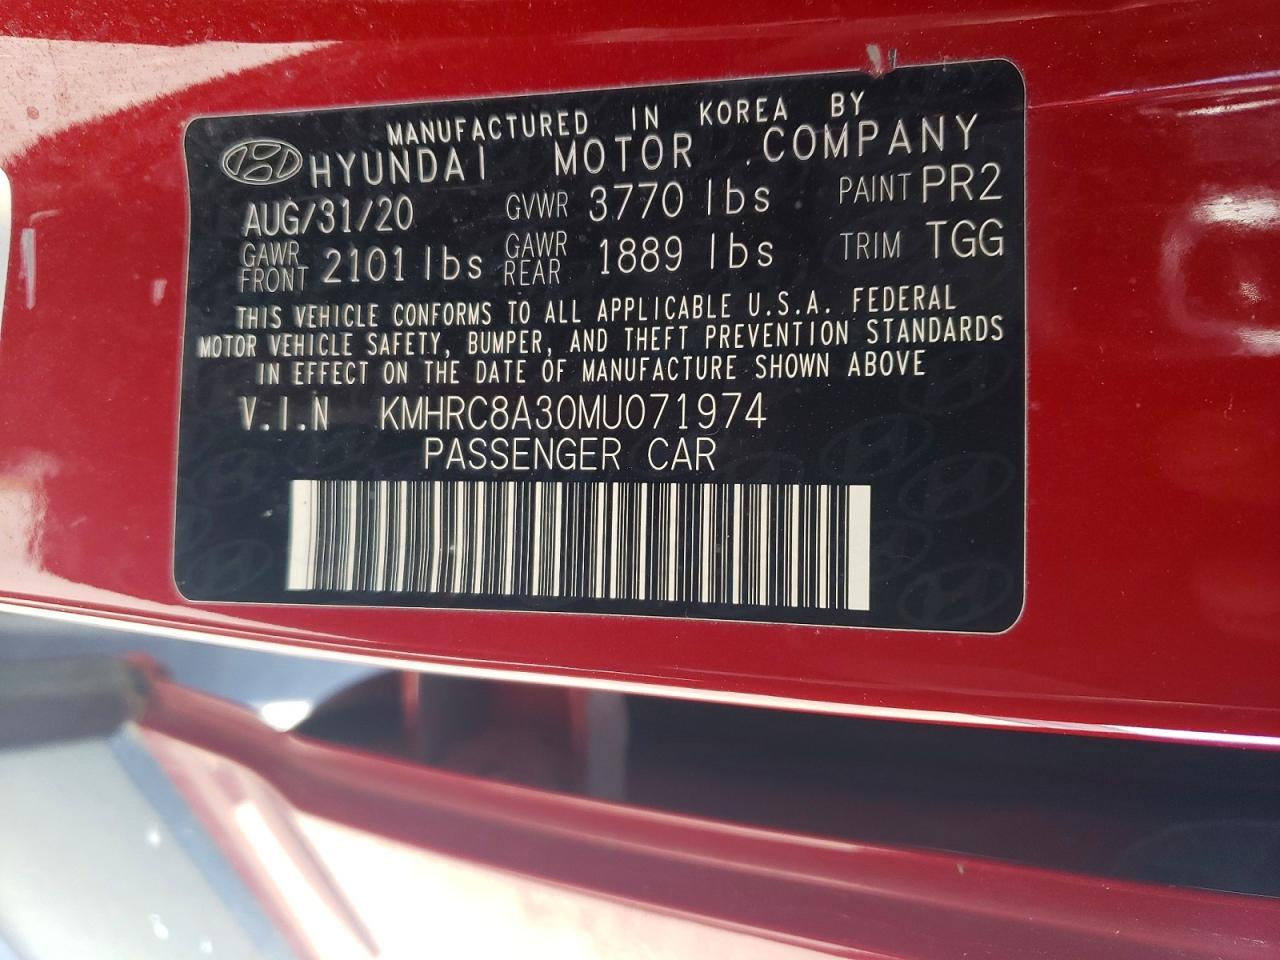 MANUFACTURED IN KOREA BY
HYUNDAI MOTOR COMPANY
AUG/31/20 GVWR 3770 lbs PAINT PR2
GAWR FRONT 2101 lbs GAWR REAR 1889 lbs TRIM TGG
THIS VEHICLE CONFORMS TO ALL APPLICABLE U.S.A. FEDERAL
MOTOR VEHICLE SAFETY, BUMPER, AND THEFT PREVENTION STANDARDS
IN EFFECT ON THE DATE OF MANUFACTURE SHOWN ABOVE
V.I.N KMHRC8A30MU071974
PASSENGER CAR